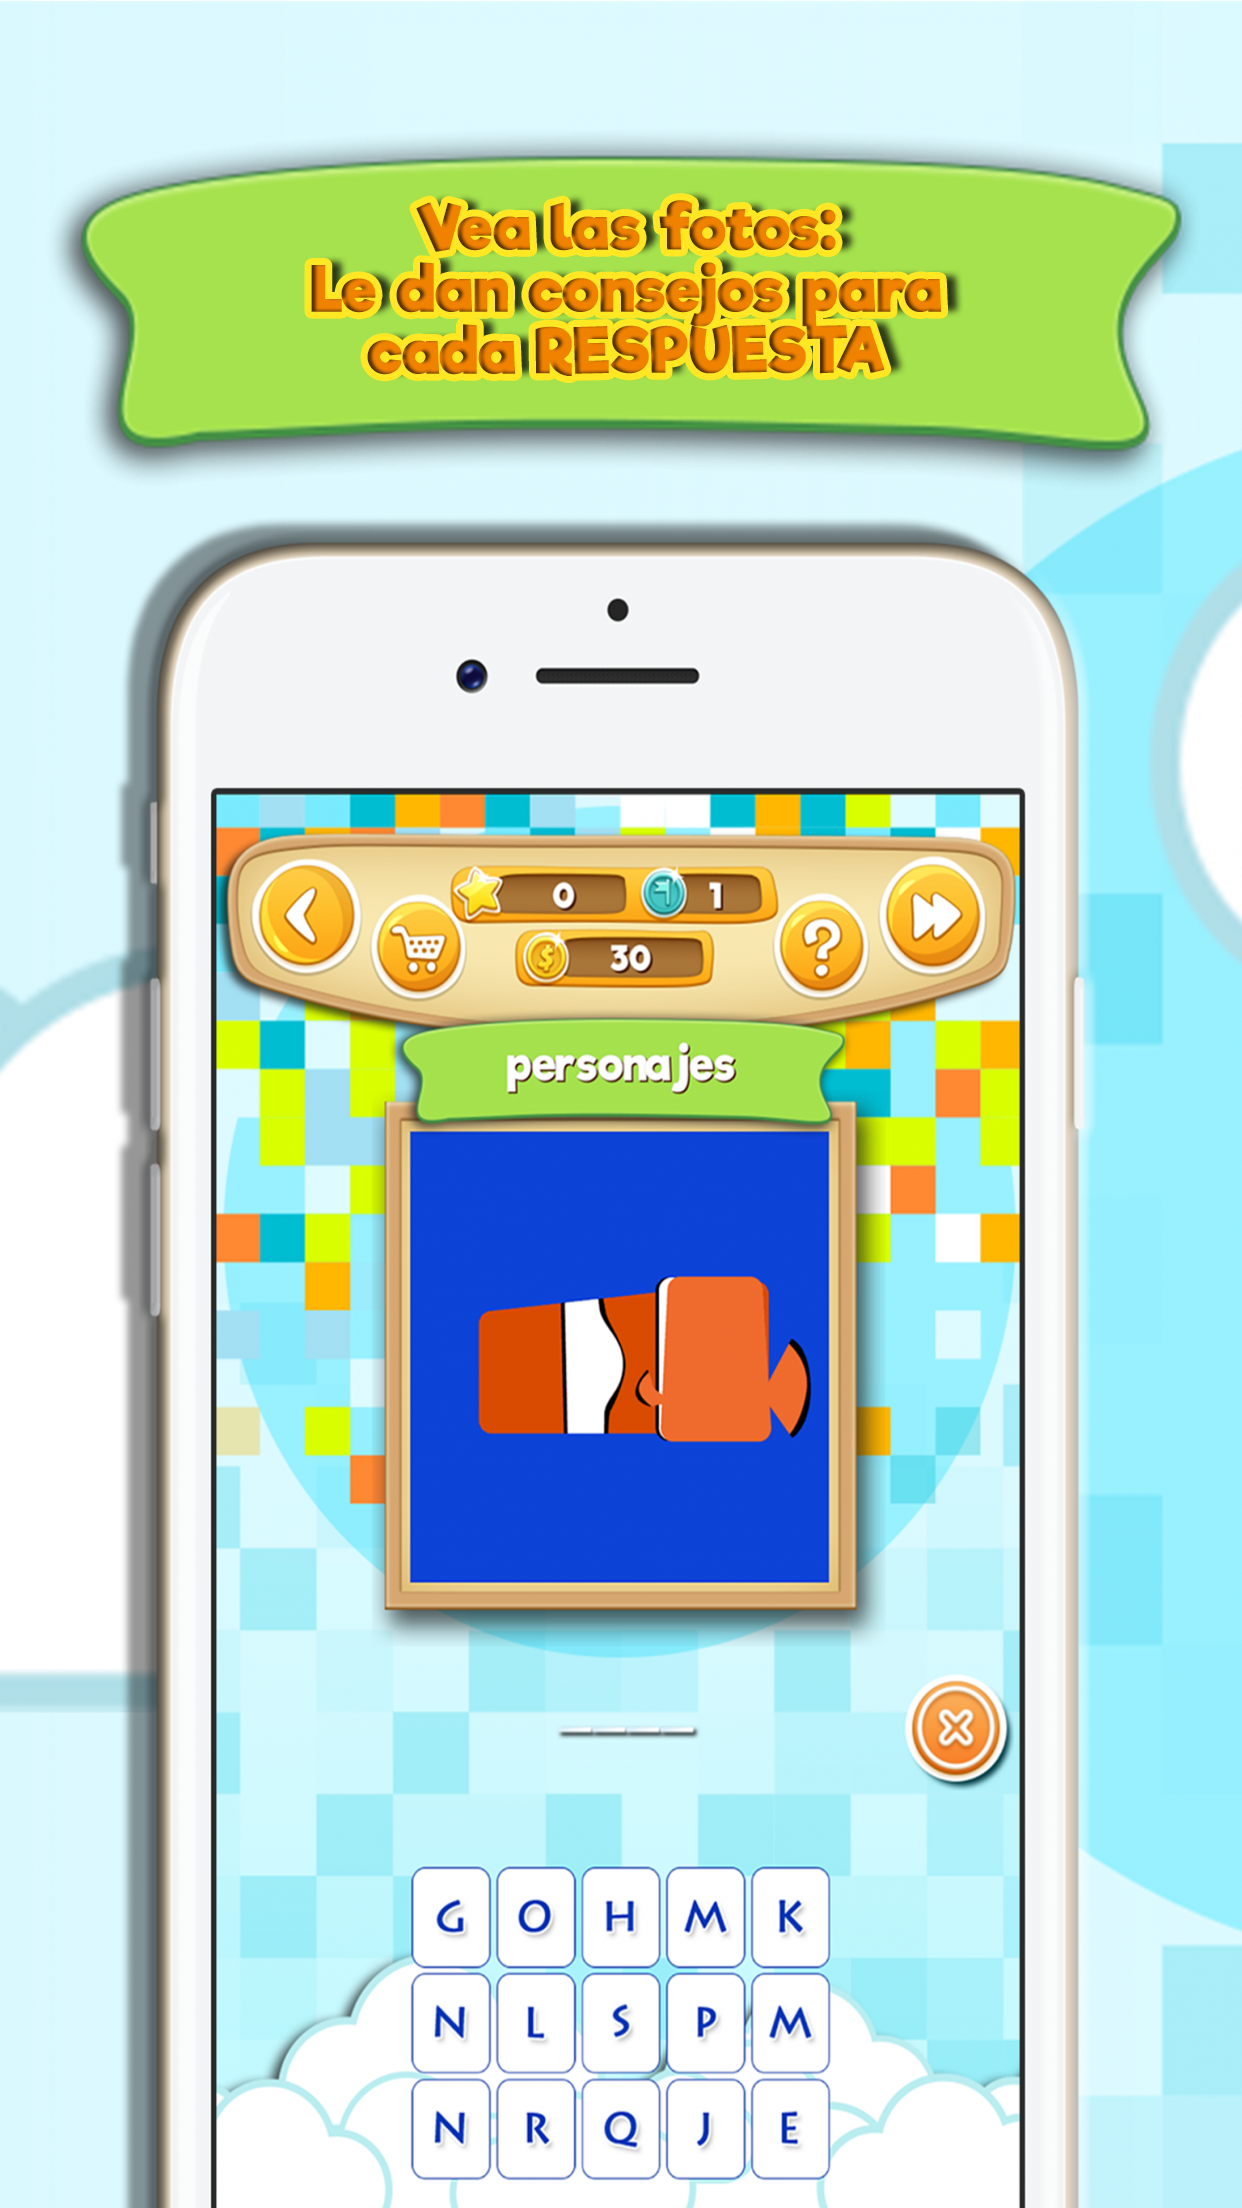 Vea las fotos:
Le dan consejos para
cada RESPUESTA
0
1
30
personajes
G O H M K
N L S P M
N R Q J E